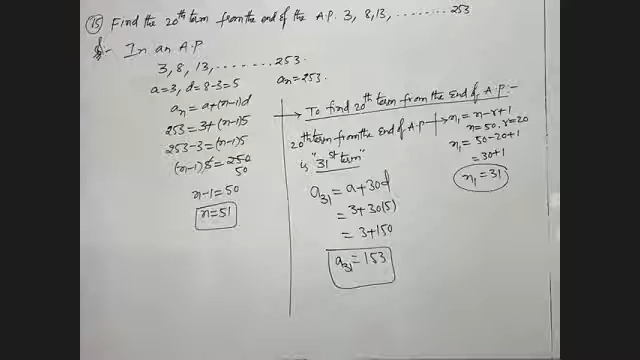 15) Find the 20th term from the end of the A.P. 3, 8, 13, ........ 253
In an A.P
3, 8, 13, ........ 253.
a=3, d=8-3=5
an=253.
an = a+(n-1)d
253=3+(n-1)5
253-3=(n-1)5
(n-1)5=250
50
n-1=50
n=51
→ To find 20th term from the End of A.P:-
20th term from the End of A.P → n1=n-r+1
n=50, r=20
is "31st term"
n1=50-20+1
=30+1
n1=31
a31=a+30d
=3+30(5)
=3+150
a31=153